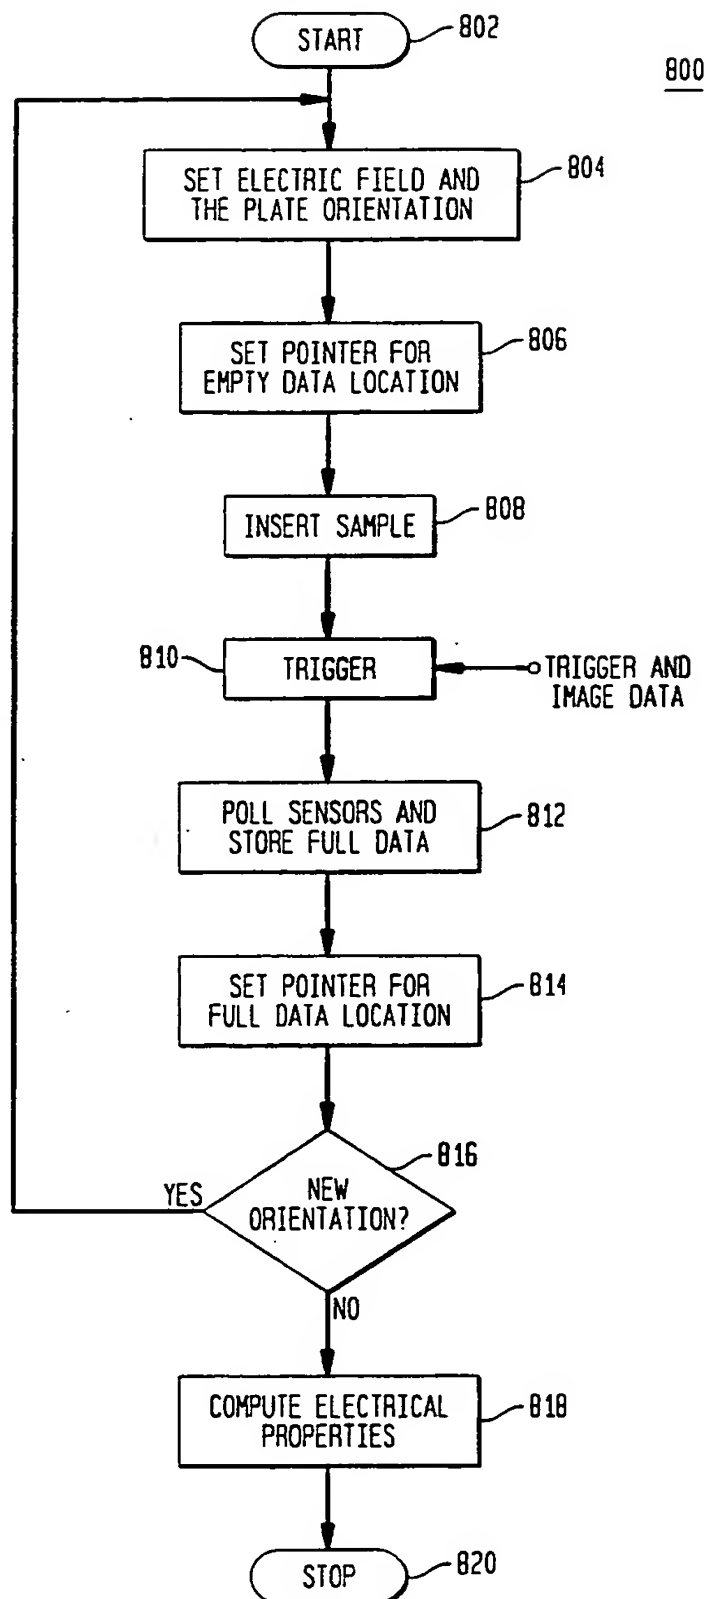 START
802
800
SET ELECTRIC FIELD AND
THE PLATE ORIENTATION
804
SET POINTER FOR
EMPTY DATA LOCATION
806
INSERT SAMPLE
808
810
TRIGGER
TRIGGER AND
IMAGE DATA
POLL SENSORS AND
STORE FULL DATA
812
SET POINTER FOR
FULL DATA LOCATION
814
816
YES
NEW
ORIENTATION?
NO
COMPUTE ELECTRICAL
PROPERTIES
818
STOP
820